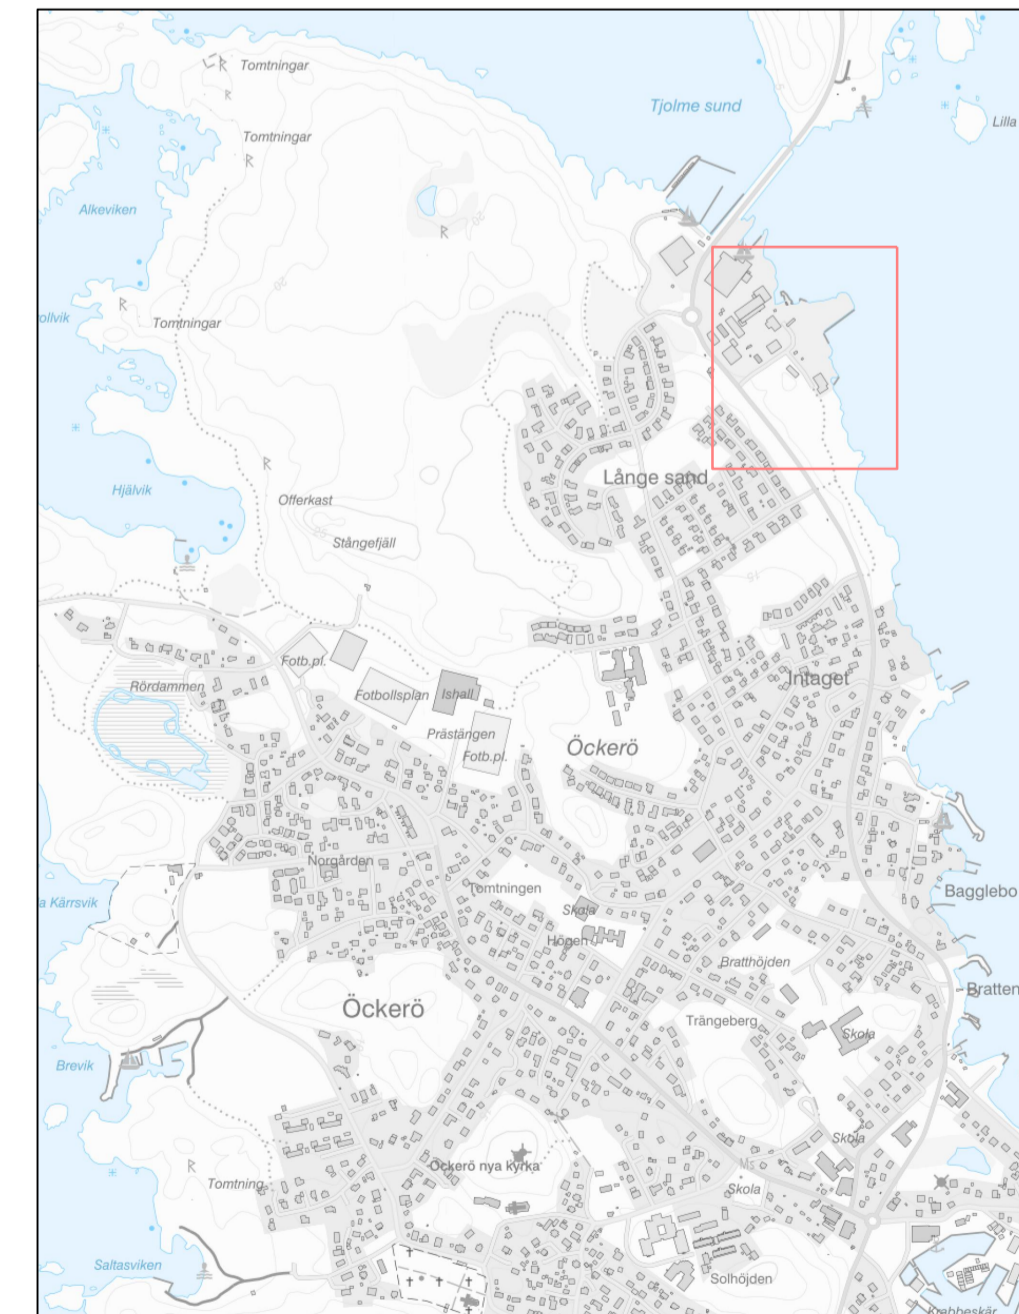 Tomtningar
Tjolme sund
Lilla
Tomtningar
Alkeviken
Tomtningar
ollvik
Långe sand
Hjälvik
Offerkast
Stångefjäll
Fotb.pl.
Rördammen
Fotbollsplan
Ishall
Intaget
Prästängen
Öckerö
Fotb.pl.
Norgården
Tomtningen
Bagglebo
a Kärrsvik
Skola
Högen
Bratthöjden
Bratten
Öckerö
Trängeberg
Skola
Brevik
Skola
Öckerö nya kyrka
Tomtning
Skola
Saltasviken
Solhöjden
Krabbeskär